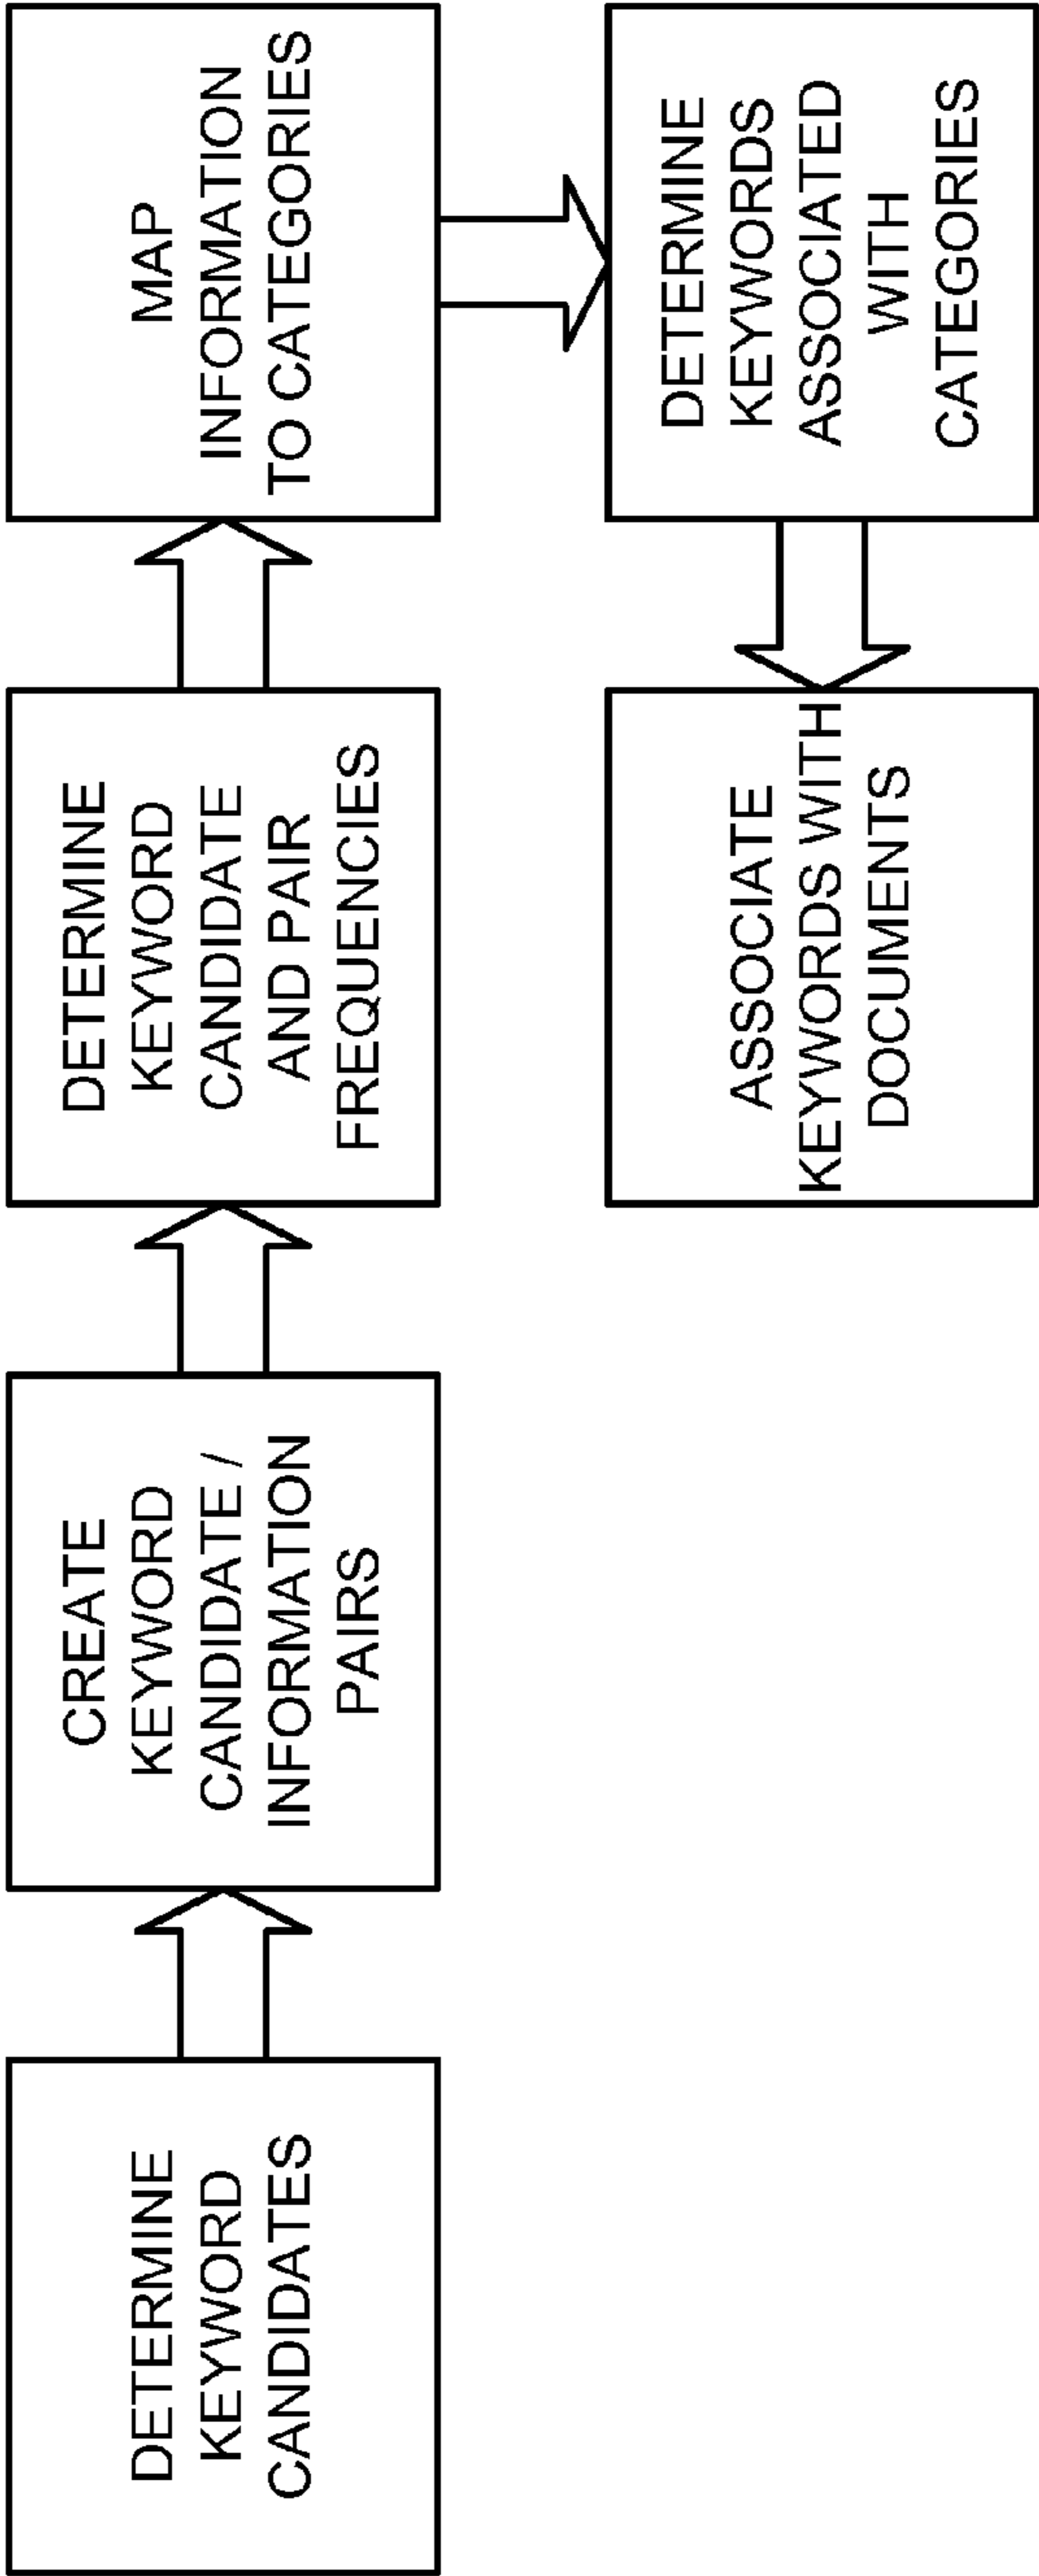 DETERMINE
KEYWORD
CANDIDATES
CREATE
KEYWORD
CANDIDATE /
INFORMATION
PAIRS
DETERMINE
KEYWORD
CANDIDATE
AND PAIR
FREQUENCIES
MAP
INFORMATION
TO CATEGORIES
DETERMINE
KEYWORDS
ASSOCIATED
WITH
CATEGORIES
ASSOCIATE
KEYWORDS WITH
DOCUMENTS